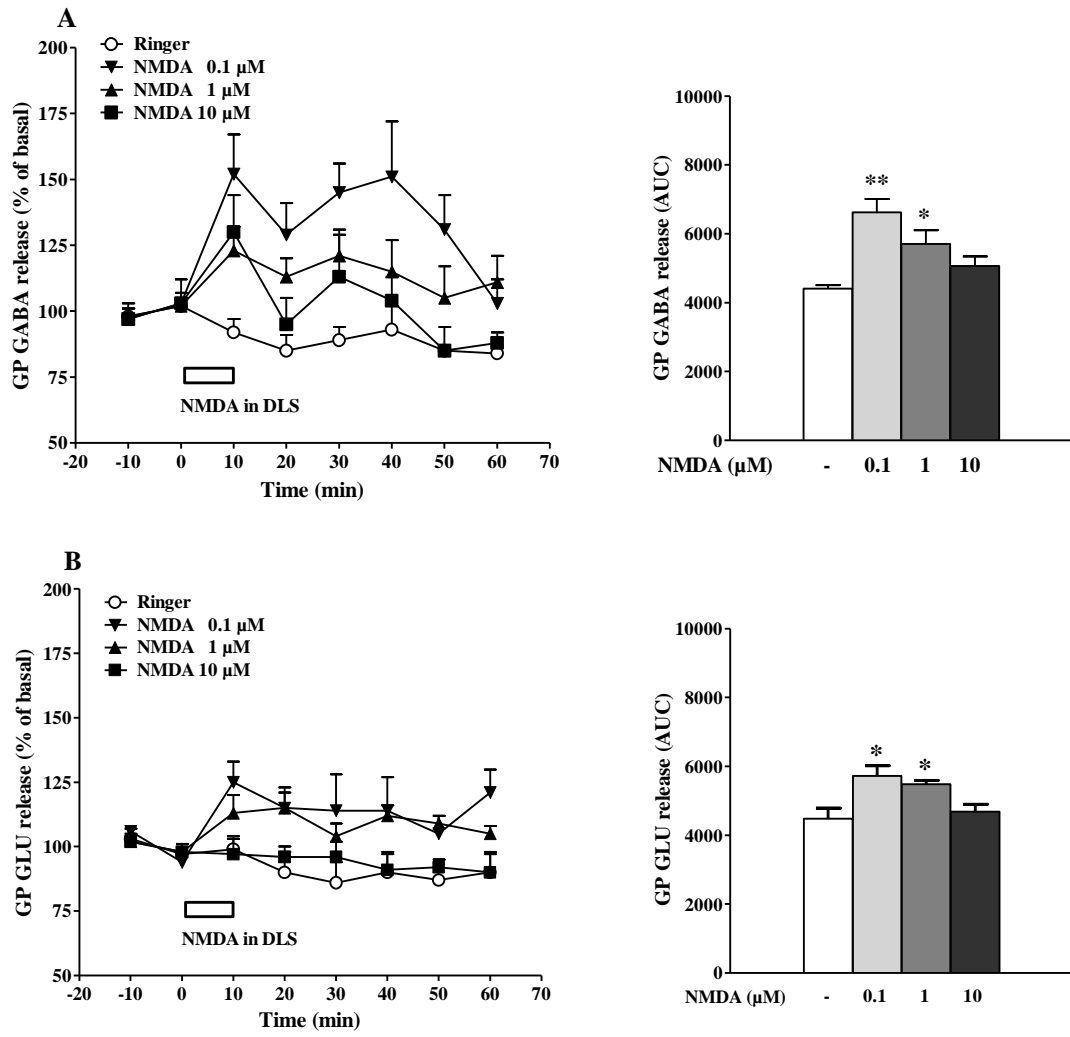 A
Ringer
NMDA 0.1 µM
NMDA 1 µM
NMDA 10 µM
200
175
150
125
100
75
50
GP GABA release (% of basal)
NMDA in DLS
-20 -10 0 10 20 30 40 50 60 70
Time (min)
10000
8000
6000
4000
2000
0
GP GABA release (AUC)
** *
NMDA (µM) - 0.1 1 10
B
Ringer
NMDA 0.1 µM
NMDA 1 µM
NMDA 10 µM
200
175
150
125
100
75
50
GP GLU release (% of basal)
NMDA in DLS
-20 -10 0 10 20 30 40 50 60 70
Time (min)
10000
8000
6000
4000
2000
0
GP GLU release (AUC)
* *
NMDA (µM) - 0.1 1 10